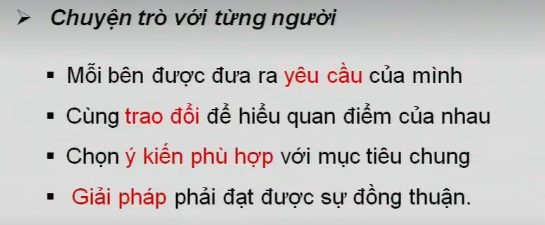 ➤ Chuyện trò với từng người
▪ Mỗi bên được đưa ra yêu cầu của mình
▪ Cùng trao đổi để hiểu quan điểm của nhau
▪ Chọn ý kiến phù hợp với mục tiêu chung
▪ Giải pháp phải đạt được sự đồng thuận.